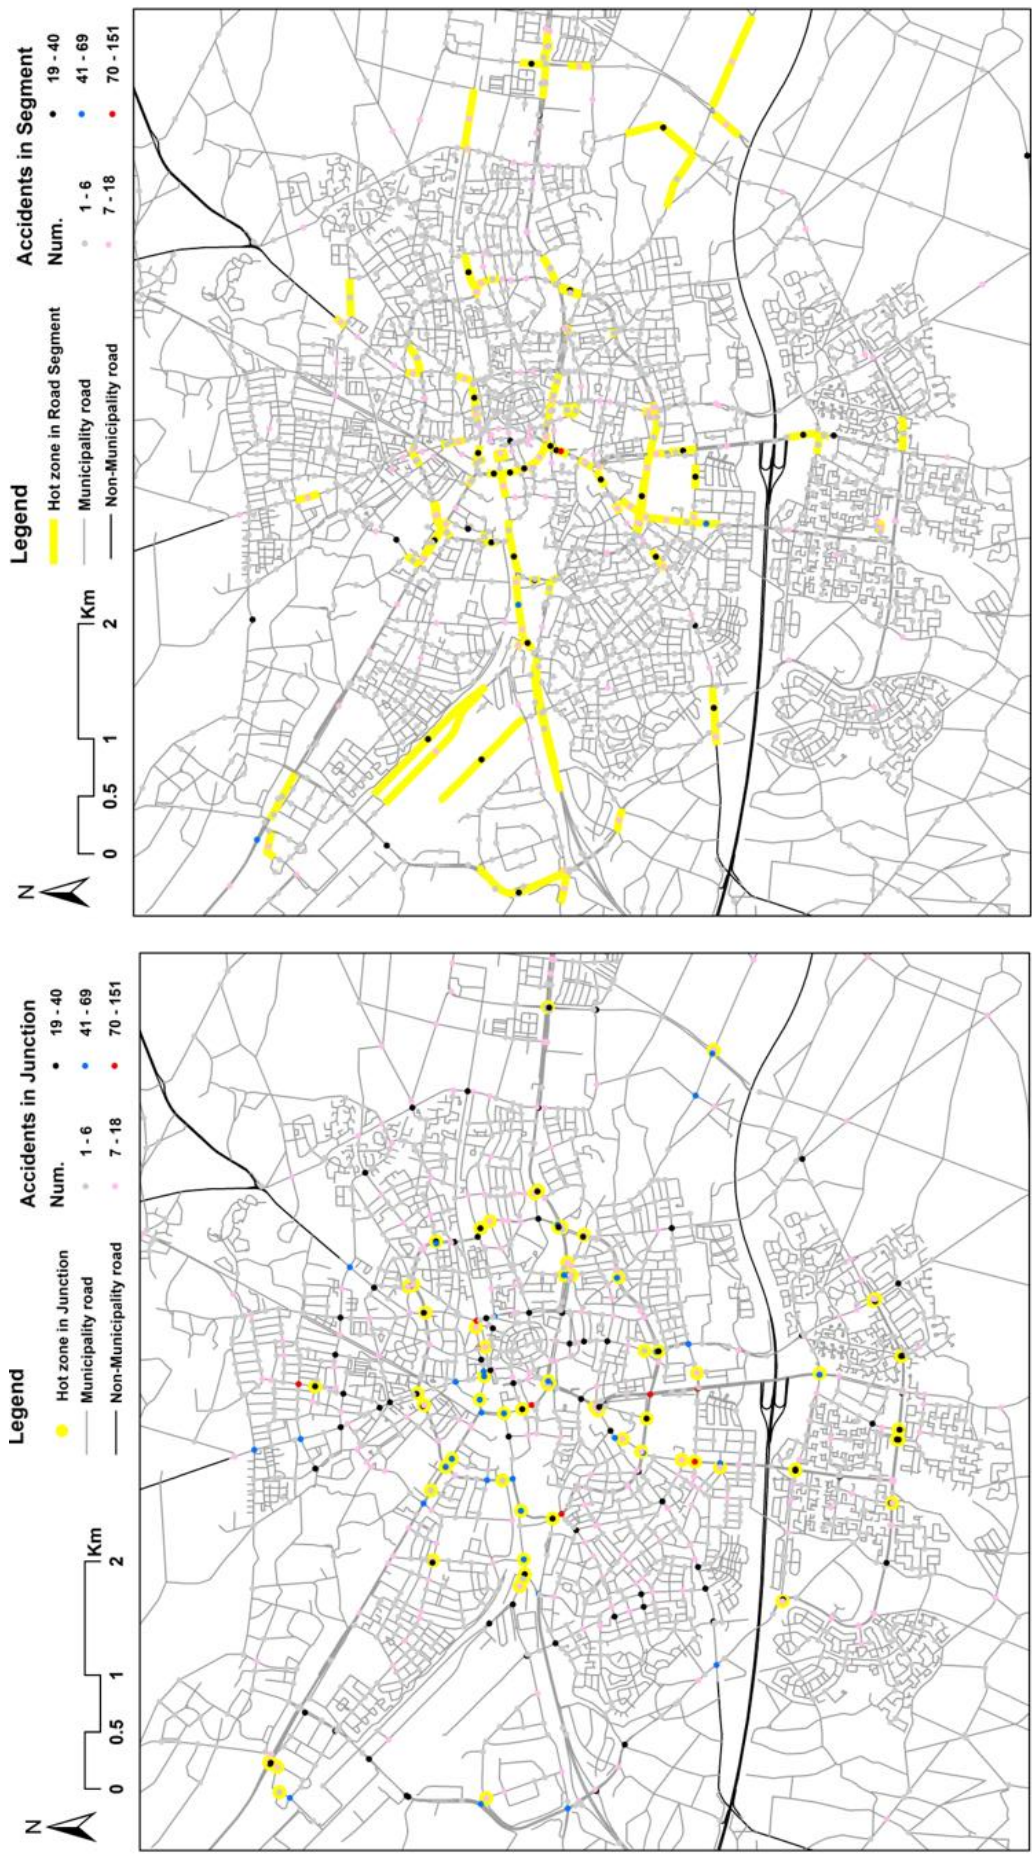 Legend
Hot zone in Junction
Municipality road
Non-Municipality road
Accidents in Junction
Num.
1 - 6
7 - 18
19 - 40
41 - 69
70 - 151
N
0 0.5 1 2
Km
Legend
Hot zone in Road Segment
Municipality road
Non-Municipality road
Accidents in Segment
Num.
1 - 6
7 - 18
19 - 40
41 - 69
70 - 151
N
0 0.5 1 2
Km